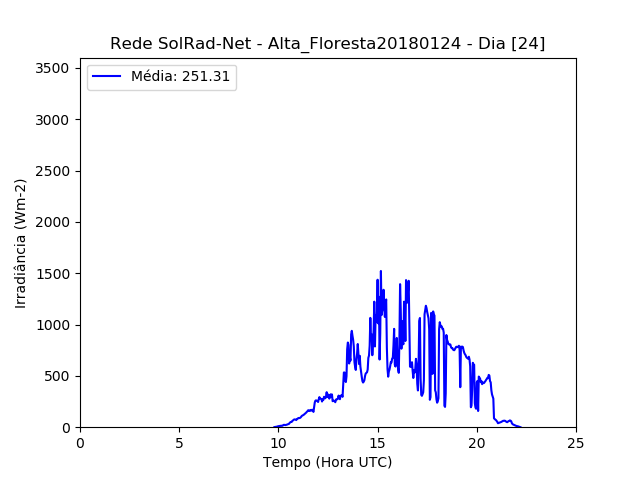 Rede SolRad-Net - Alta_Floresta20180124 - Dia [24]
Média: 251.31
3500
3000
2500
2000
1500
1000
500
0
Irradiância (Wm-2)
0 5 10 15 20 25
Tempo (Hora UTC)